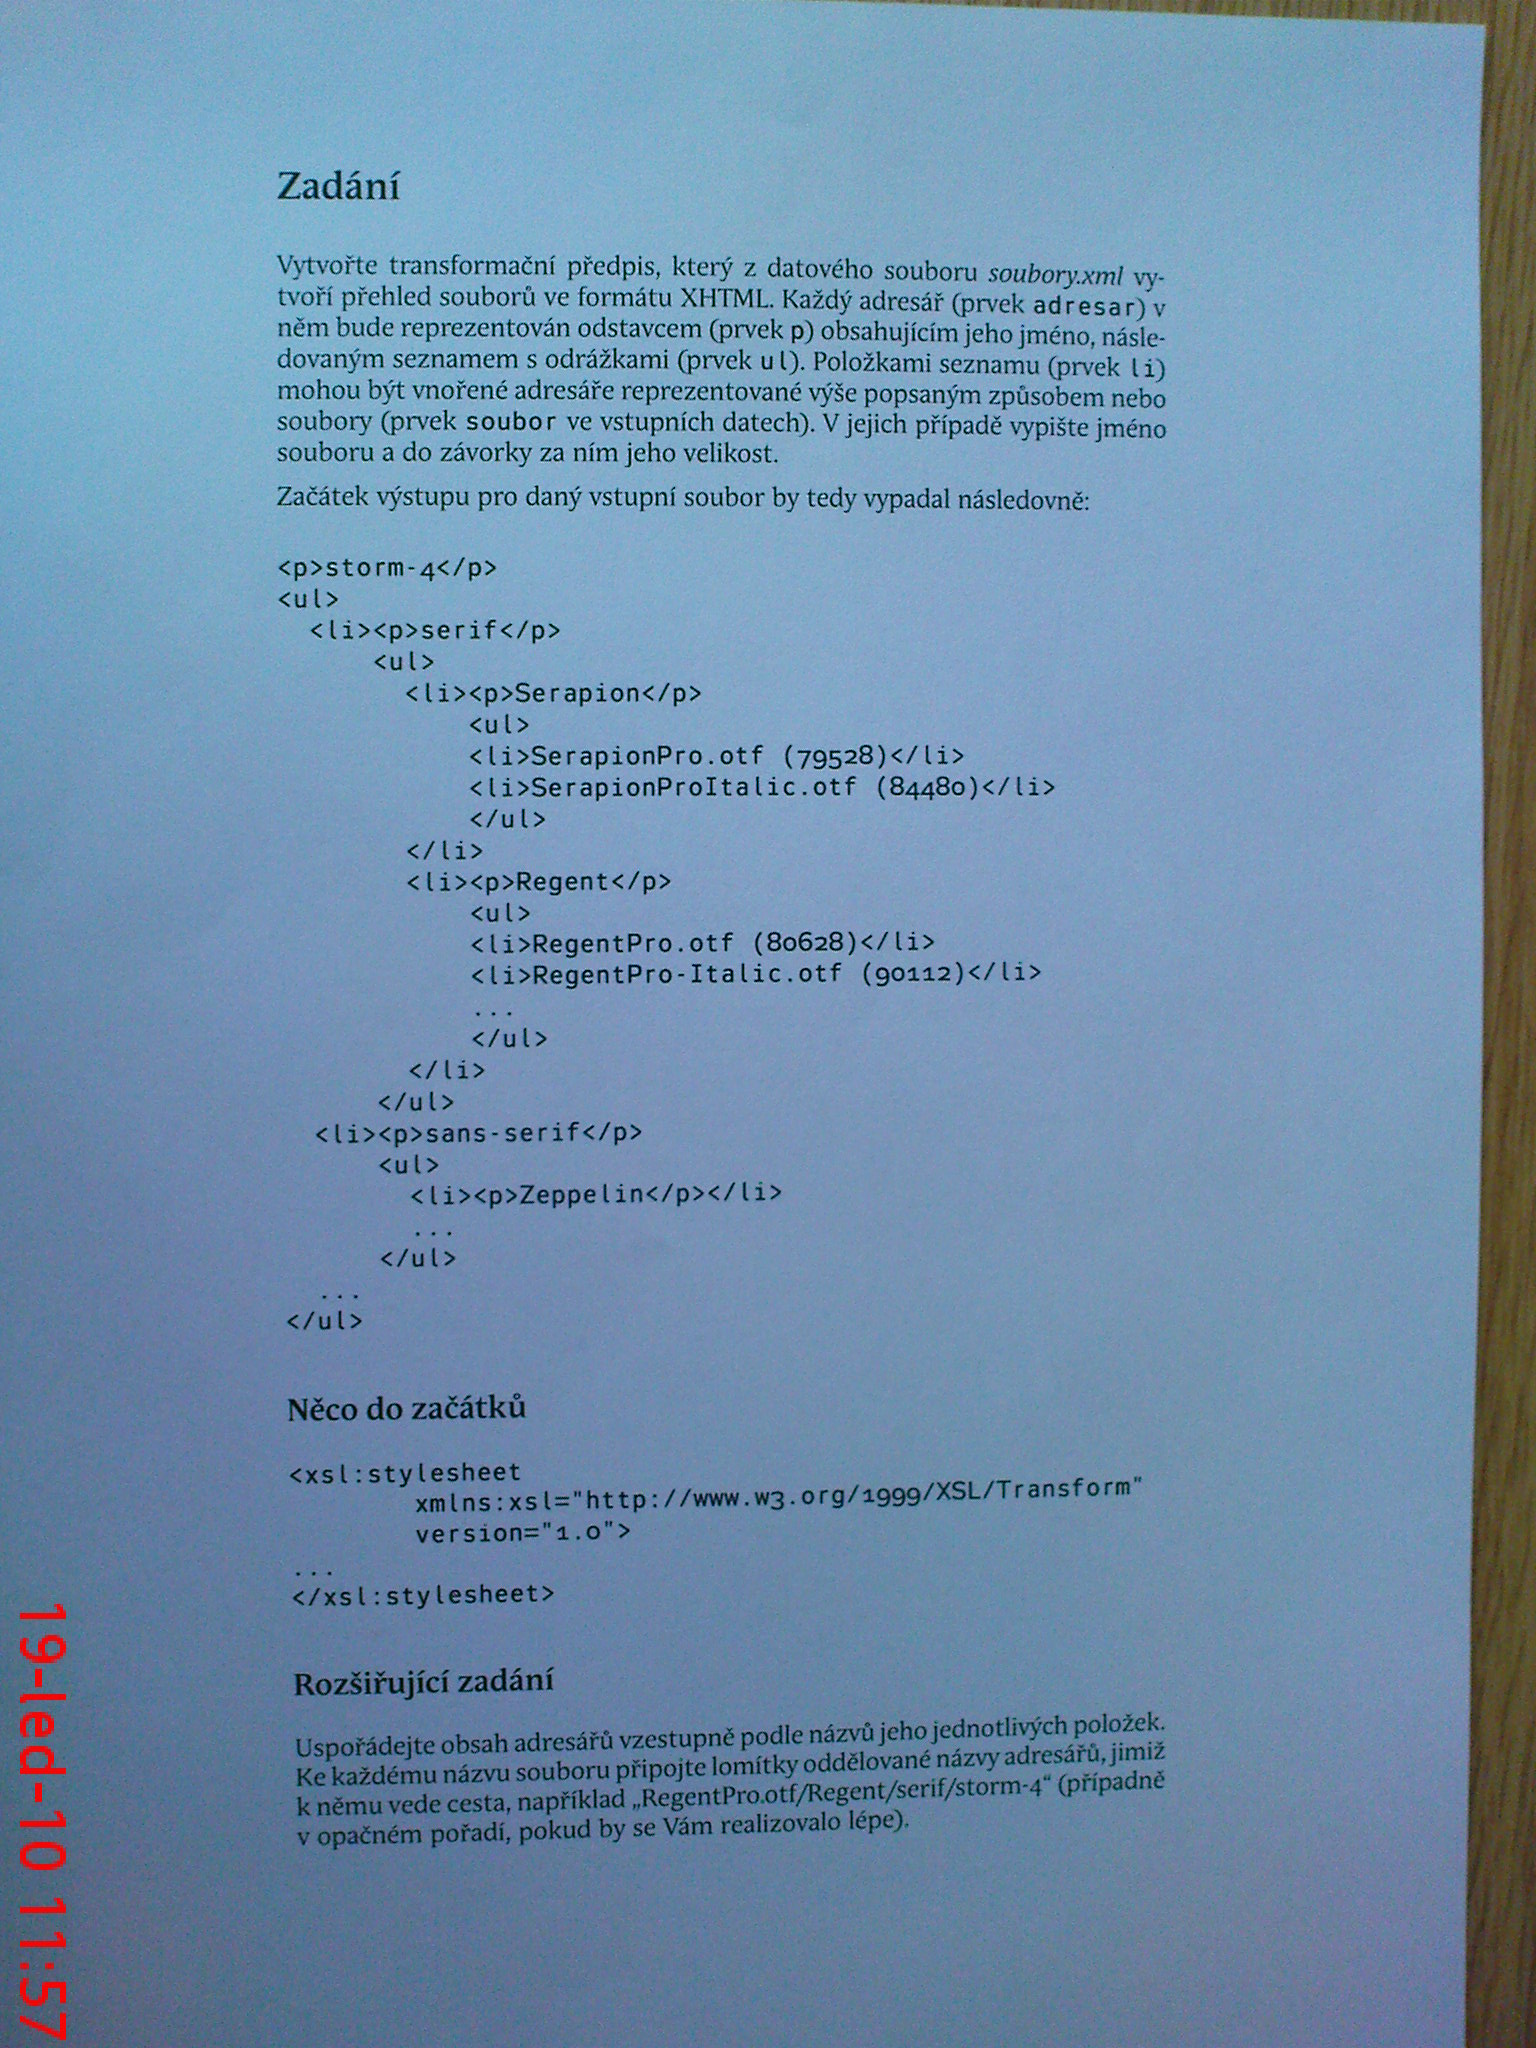 Zadání
Vytvořte transformační předpis, který z datového souboru soubory.xml vy-
tvoří přehled souborů ve formátu XHTML. Každý adresář (prvek adresar) v
něm bude reprezentován odstavcem (prvek p) obsahujícím jeho jméno, násle-
dovaným seznamem s odrážkami (prvek ul). Položkami seznamu (prvek li)
mohou být vnořené adresáře reprezentované výše popsaným způsobem nebo
soubory (prvek soubor ve vstupních datech). V jejich případě vypište jméno
souboru a do závorky za ním jeho velikost.
Začátek výstupu pro daný vstupní soubor by tedy vypadal následovně:
<p>storm-4</p>
<ul>
<li><p>serif</p>
<ul>
<li><p>Serapion</p>
<ul>
<li>SerapionPro.otf (79528)</li>
<li>SerapionProItalic.otf (84480)</li>
</ul>
</li>
<li><p>Regent</p>
<ul>
<li>RegentPro.otf (80628)</li>
<li>RegentPro-Italic.otf (90112)</li>
...
</ul>
</li>
</ul>
<li><p>sans-serif</p>
<ul>
<li><p>Zeppelin</p></li>
...
</ul>
...
</ul>
Něco do začátků
<xsl:stylesheet
xmlns:xsl="http://www.w3.org/1999/XSL/Transform"
version="1.0">
...
</xsl:stylesheet>
Rozšiřující zadání
Uspořádejte obsah adresářů vzestupně podle názvů jeho jednotlivých položek.
Ke každému názvu souboru připojte lomítky oddělované názvy adresářů, jimiž
k němu vede cesta, například „RegentPro.otf/Regent/serif/storm-4“ (případně
v opačném pořadí, pokud by se Vám realizovalo lépe).
19-led-10 11:57